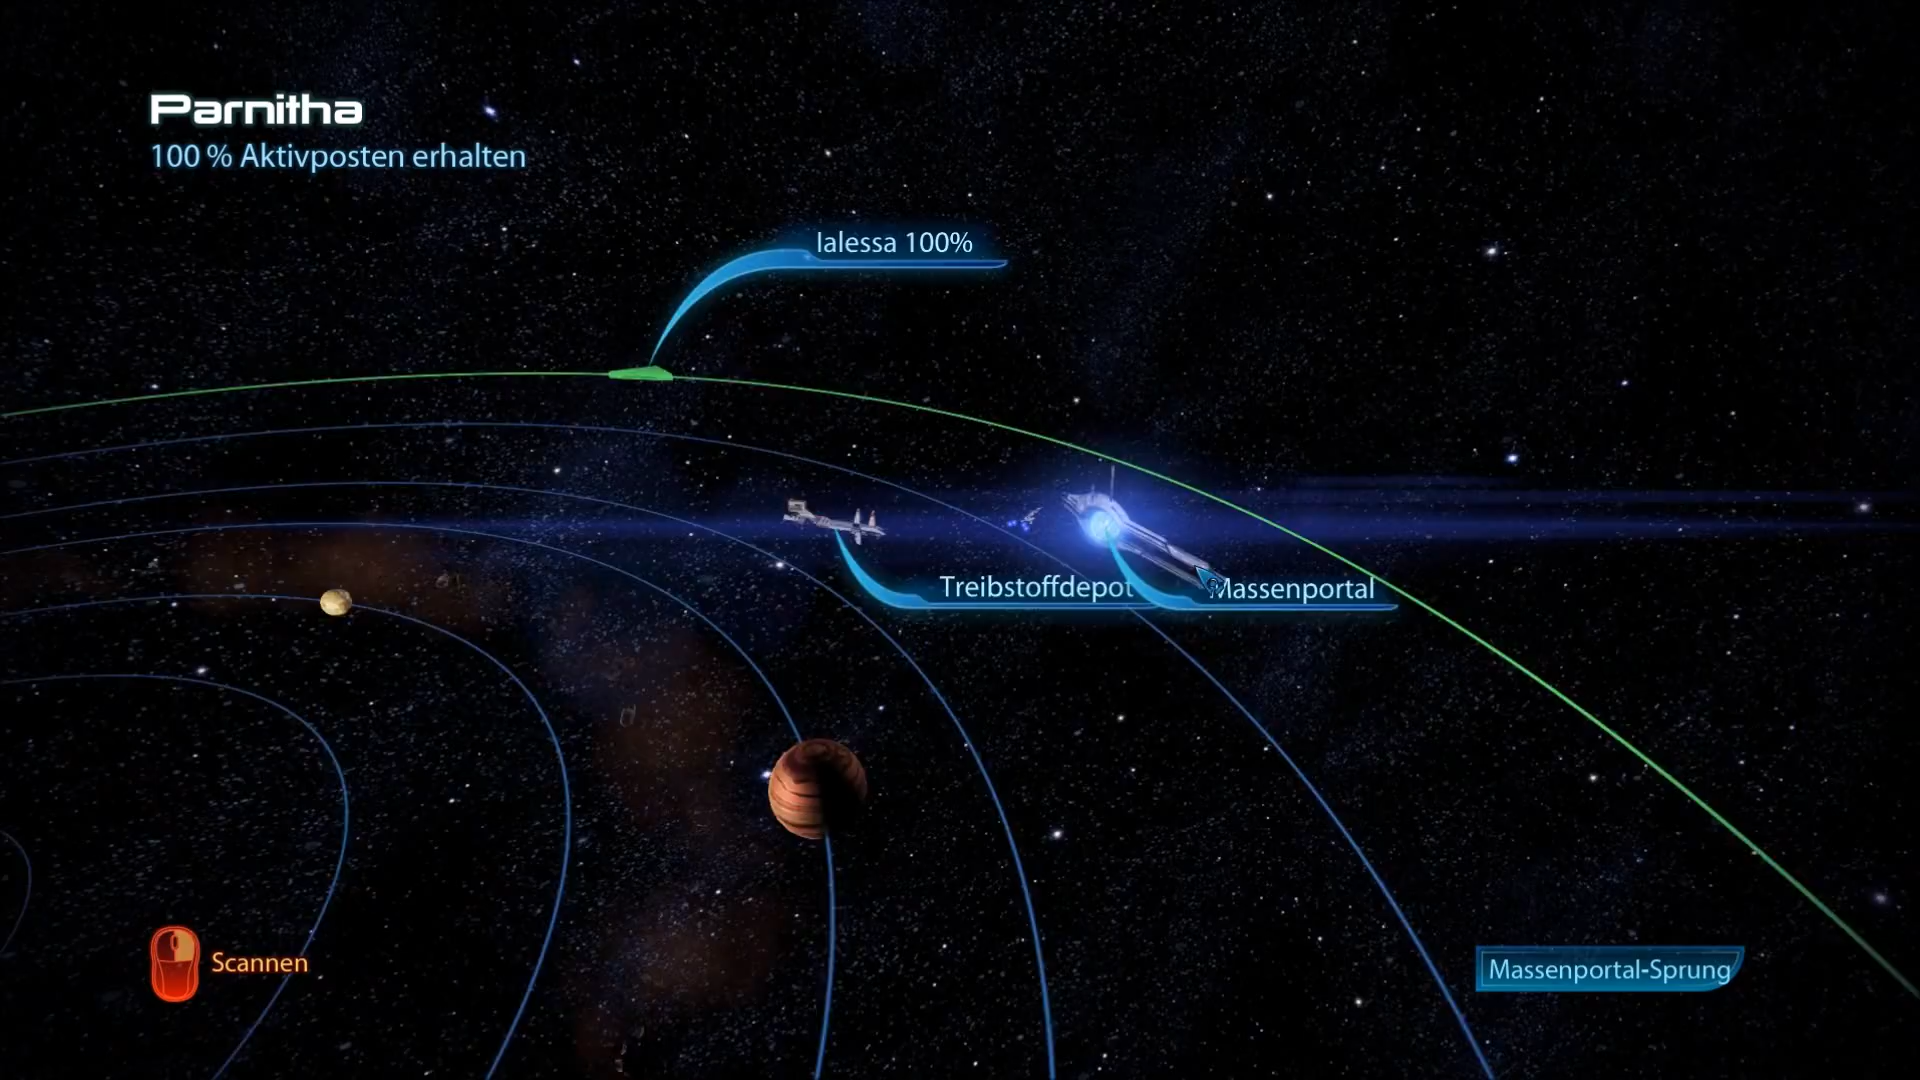 Parnitha
100 % Aktivposten erhalten
Ialessa 100%
Treibstoffdepot
Massenportal
Scannen
Massenportal-Sprung